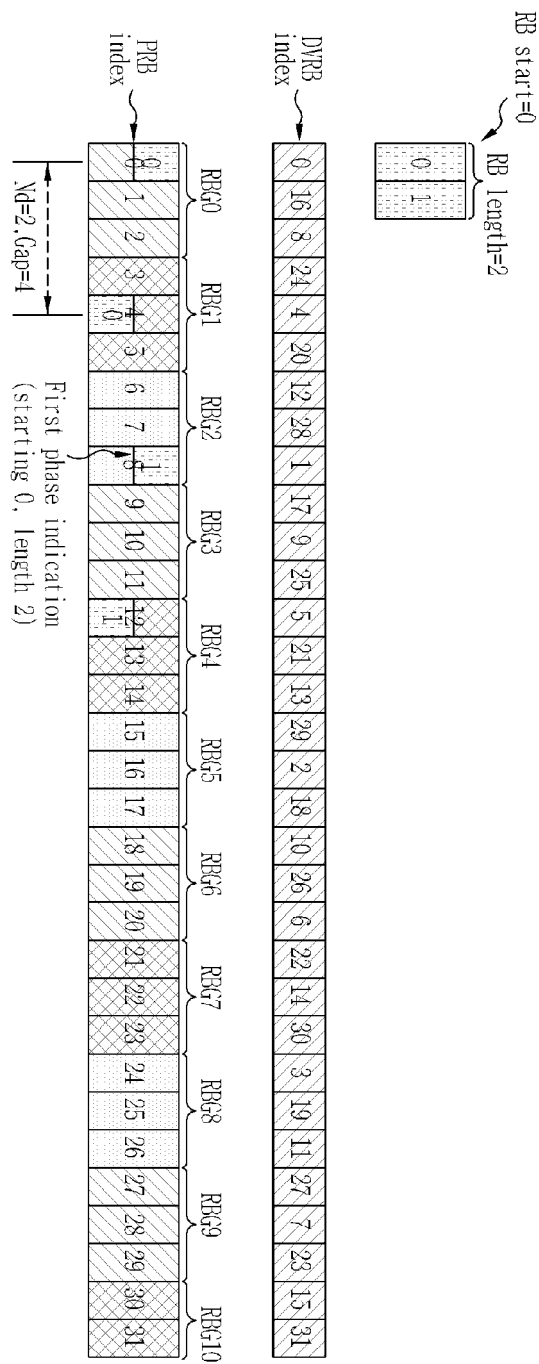 RB start=0
RB length=2
0 1
DVRB index
0 16 8 24 4 20 12 28 1 17 9 25 5 21 13 29 2 18 10 26 6 22 14 30 3 19 11 27 7 23 15 31
RBG0 RBG1 RBG2 RBG3 RBG4 RBG5 RBG6 RBG7 RBG8 RBG9 RBG10
PRB index
0 1
0 1 2 3 4 5 6 7 8 9 10 11 12 13 14 15 16 17 18 19 20 21 22 23 24 25 26 27 28 29 30 31
0 1
Nd=2,Gap=4
First phase indication
(starting 0, length 2)